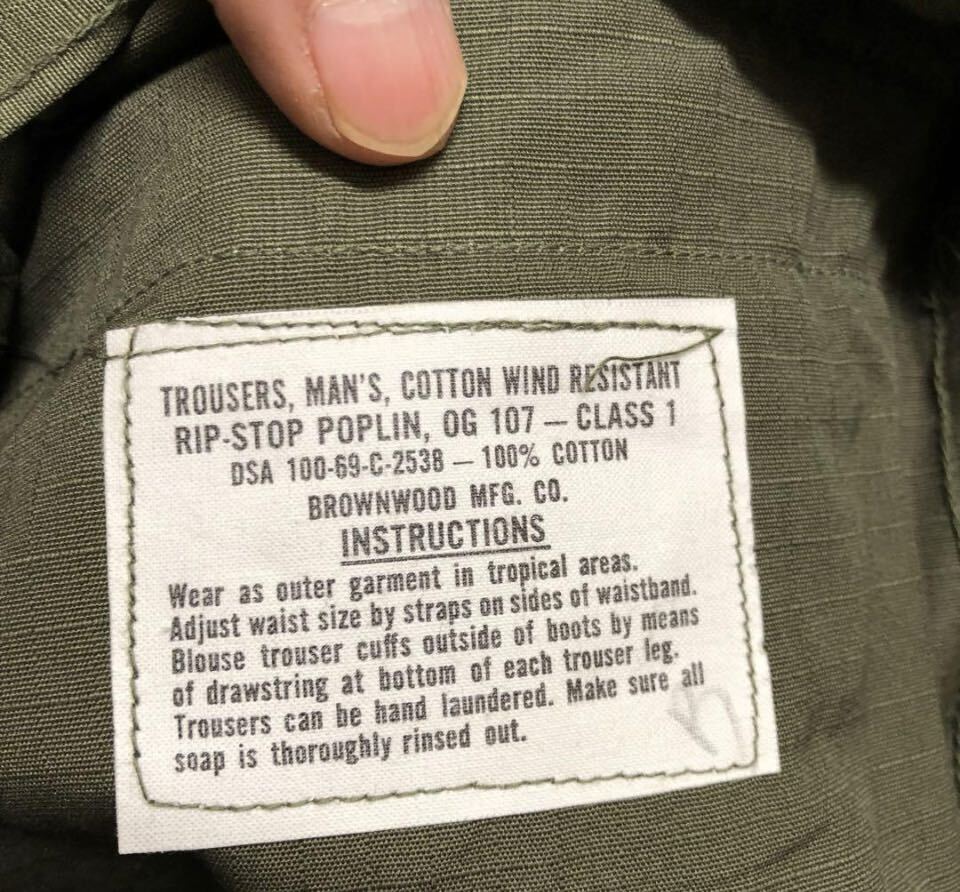 TROUSERS, MAN'S, COTTON WIND RESISTANT
RIP-STOP POPLIN, OG 107 — CLASS 1
DSA 100-69-C-2538 — 100% COTTON
BROWNWOOD MFG. CO.
INSTRUCTIONS
Wear as outer garment in tropical areas.
Adjust waist size by straps on sides of waistband.
Blouse trouser cuffs outside of boots by means
of drawstring at bottom of each trouser leg.
Trousers can be hand laundered. Make sure all
soap is thoroughly rinsed out.